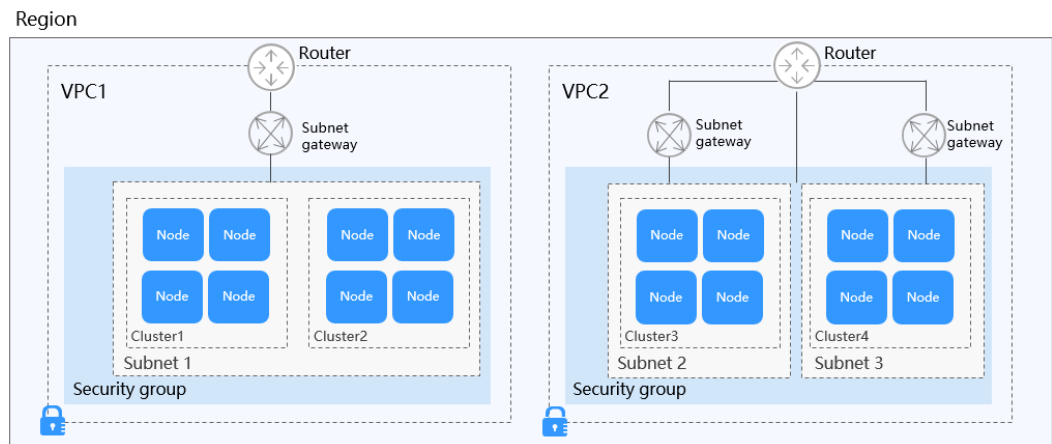 Region
Router
VPC1
Subnet
gateway
Node
Node
Node
Node
Node
Node
Node
Node
Cluster1
Cluster2
Subnet 1
Security group
Router
VPC2
Subnet
gateway
Subnet
gateway
Node
Node
Node
Node
Node
Node
Node
Node
Cluster3
Cluster4
Subnet 2
Subnet 3
Security group